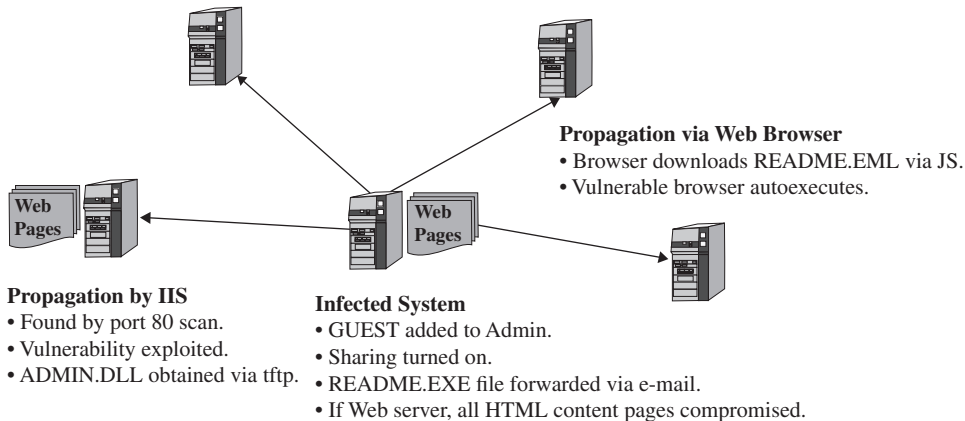 Propagation via Web Browser
• Browser downloads README.EML via JS.
• Vulnerable browser autoexecutes.
Web
Pages
Web
Pages
Propagation by IIS
• Found by port 80 scan.
• Vulnerability exploited.
• ADMIN.DLL obtained via tftp.
Infected System
• GUEST added to Admin.
• Sharing turned on.
• README.EXE file forwarded via e-mail.
• If Web server, all HTML content pages compromised.